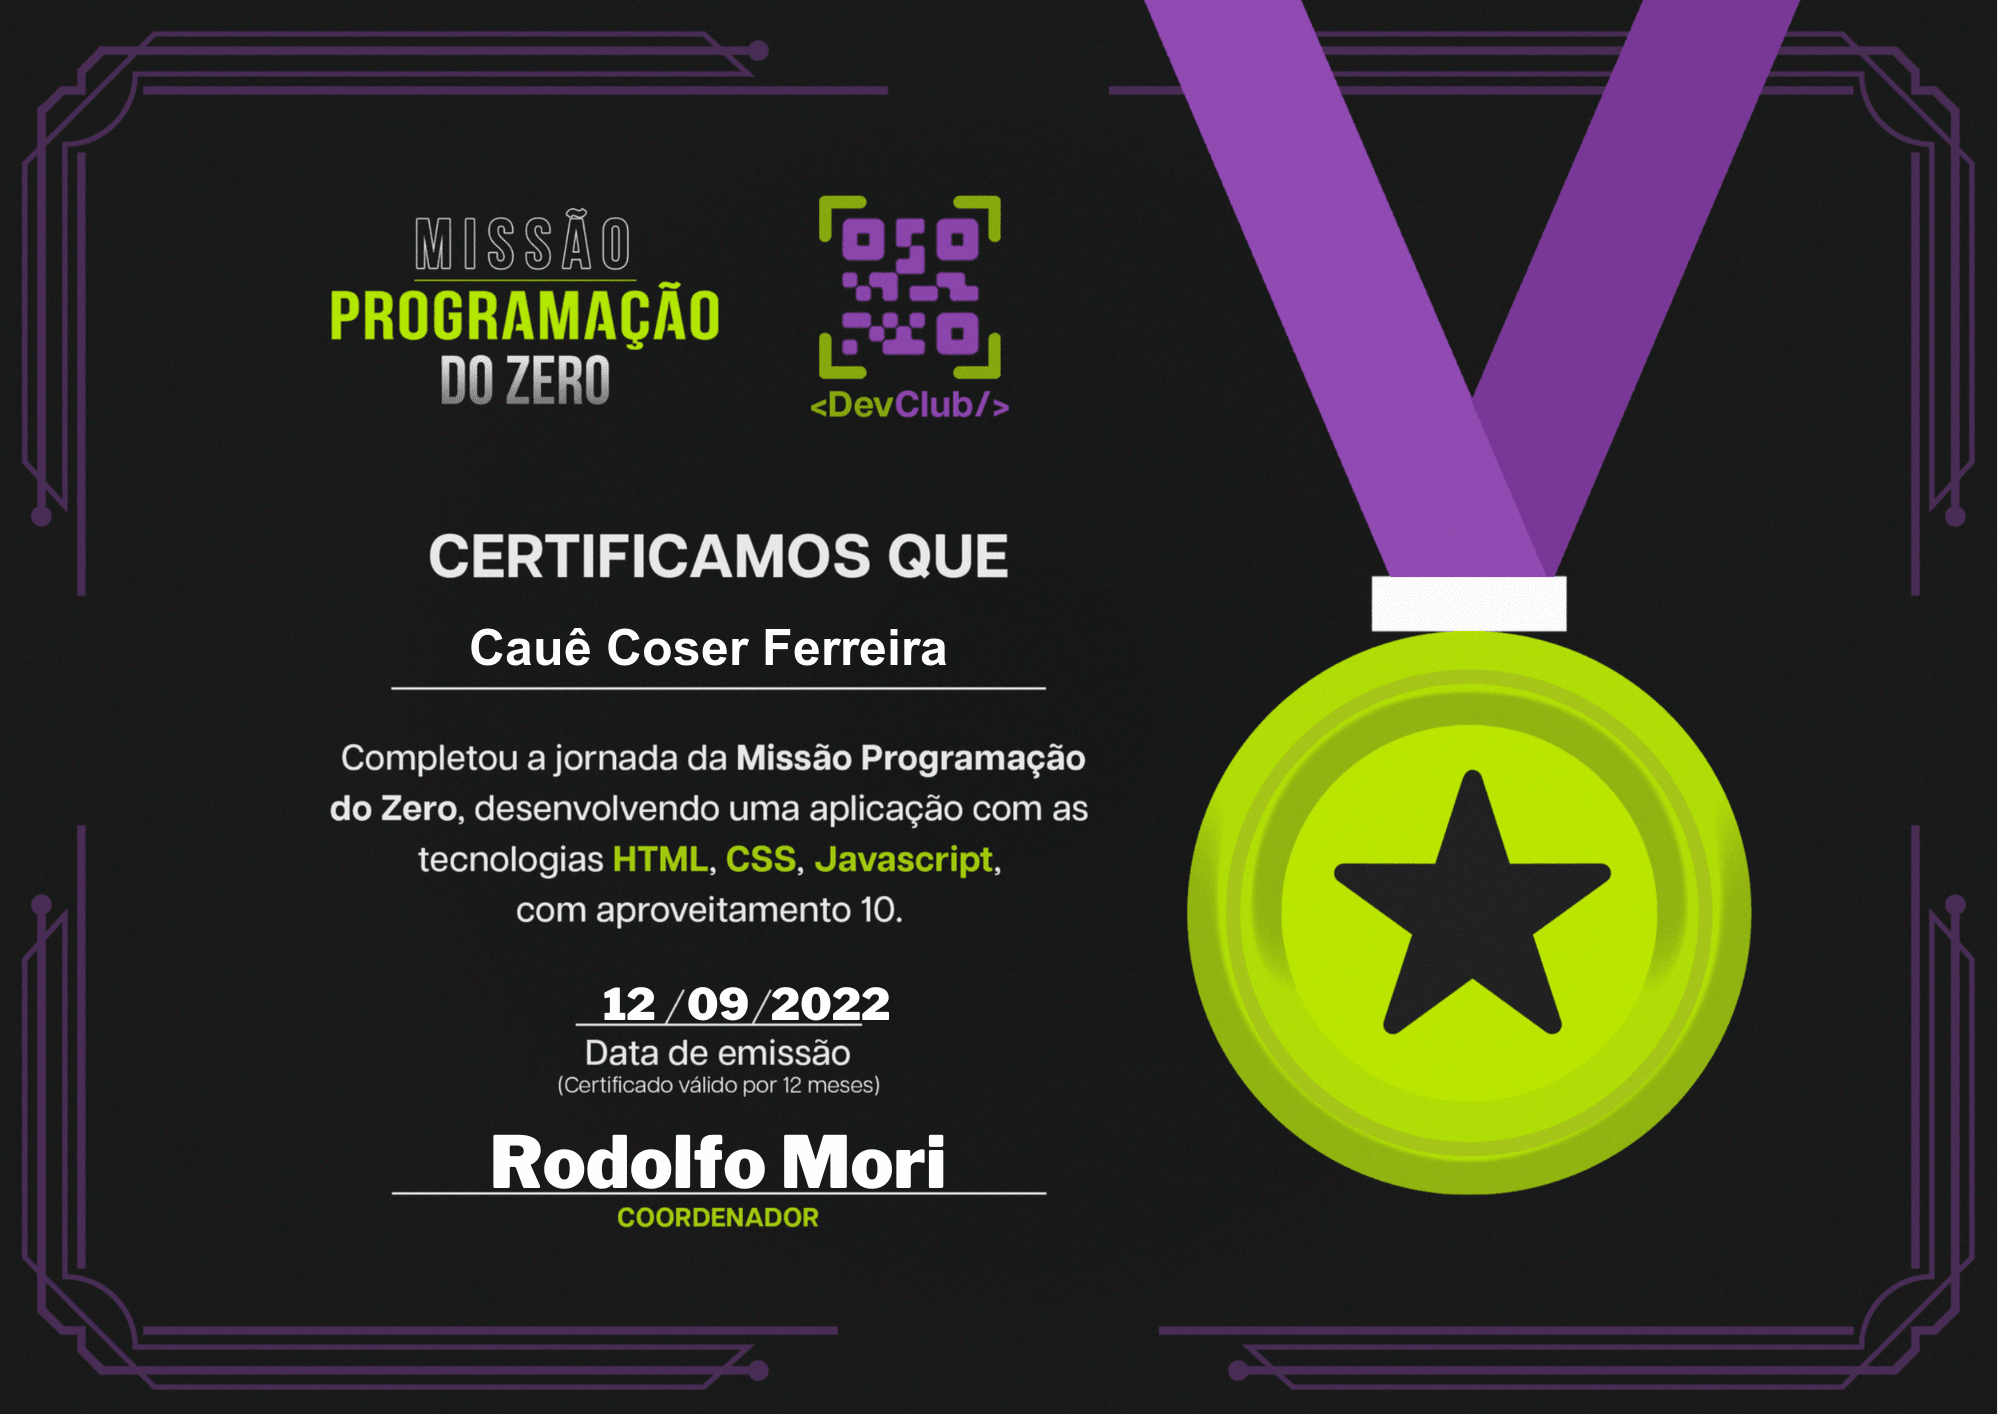 MISSÃO
PROGRAMAÇÃO
DO ZERO
<DevClub/>
CERTIFICAMOS QUE
Cauê Coser Ferreira
Completou a jornada da Missão Programação
do Zero, desenvolvendo uma aplicação com as
tecnologias HTML, CSS, Javascript,
com aproveitamento 10.
12 /09/2022
Data de emissão
(Certificado válido por 12 meses)
Rodolfo Mori
COORDENADOR